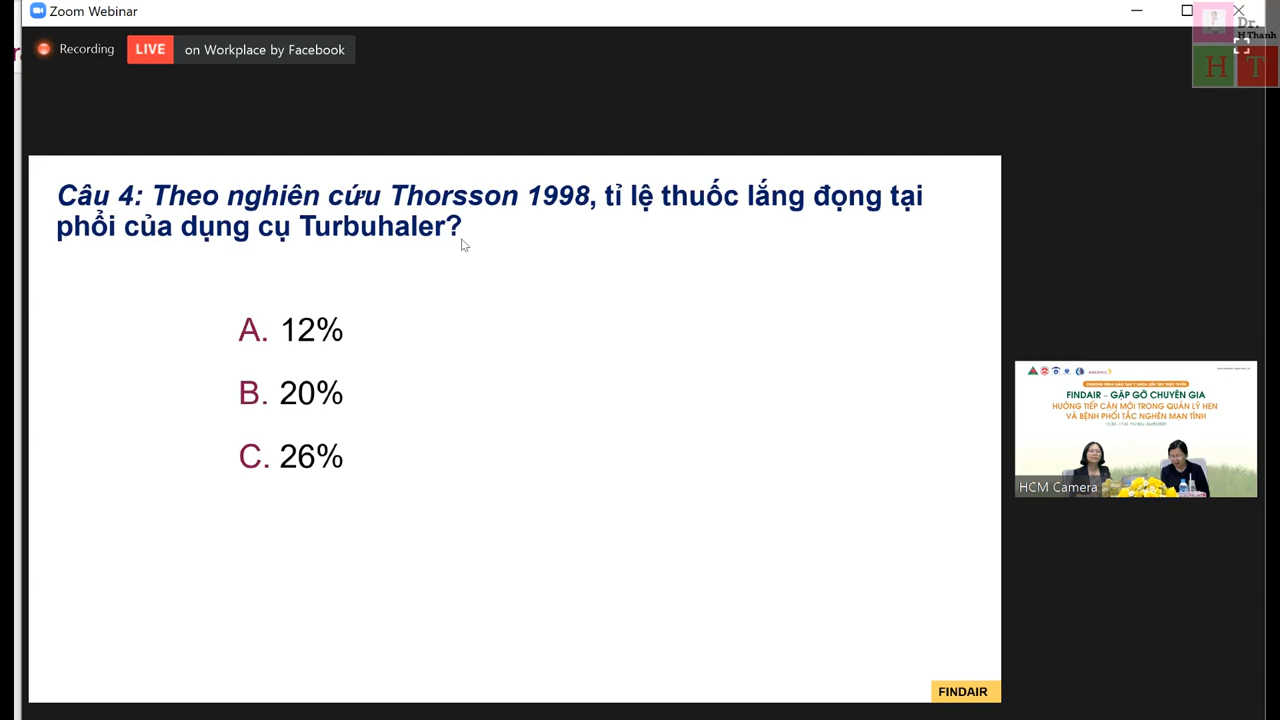 Zoom Webinar
Recording
LIVE
on Workplace by Facebook
Dr.
H Thanh
H T
Câu 4: Theo nghiên cứu Thorsson 1998, tỉ lệ thuốc lắng đọng tại
phổi của dụng cụ Turbuhaler?
A. 12%
B. 20%
C. 26%
FINDAIR – GẶP GỠ CHUYÊN GIA
HƯỚNG TIẾP CẬN MỚI TRONG QUẢN LÝ HEN
VÀ BỆNH PHỔI TẮC NGHẼN MẠN TÍNH
HCM Camera
FINDAIR